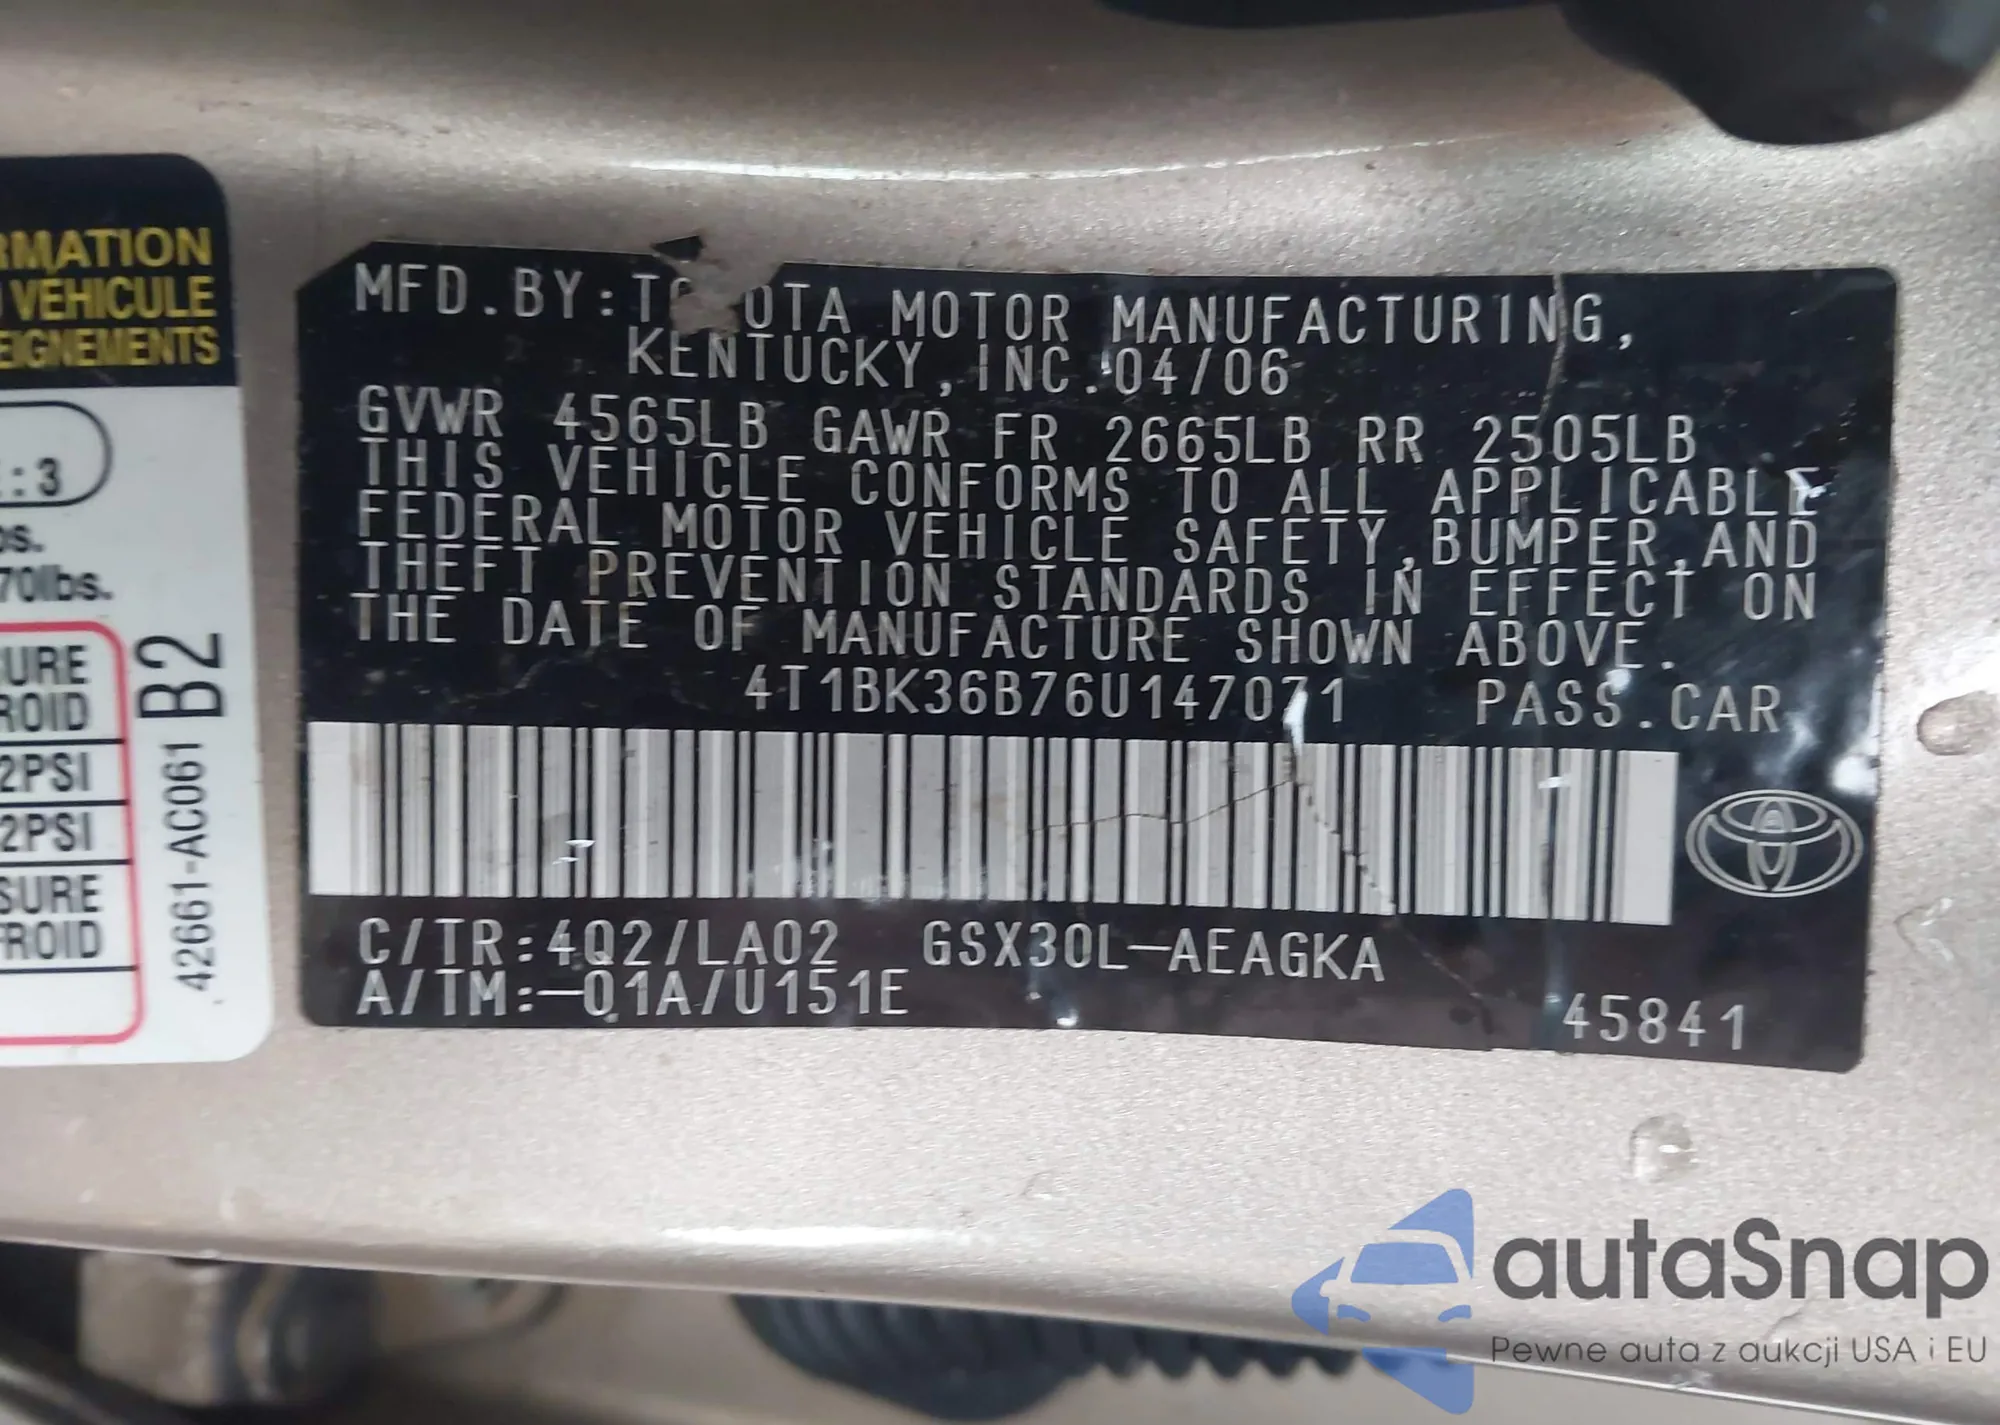 RMATION
VEHICULE
EIGNEMENTS
: 3
bs.
70lbs.
SURE
ROID
2PSI
2PSI
SURE
FROID
42661-AC061 B2
MFD.BY:TOYOTA MOTOR MANUFACTURING,
KENTUCKY,INC.04/06
GVWR 4565LB GAWR FR 2665LB RR 2505LB
THIS VEHICLE CONFORMS TO ALL APPLICABLE
FEDERAL MOTOR VEHICLE SAFETY,BUMPER,AND
THEFT PREVENTION STANDARDS IN EFFECT ON
THE DATE OF MANUFACTURE SHOWN ABOVE.
4T1BK36B76U147071 PASS.CAR
C/TR:4Q2/LA02 GSX30L-AEAGKA
A/TM:-01A/U151E
45841
autaSnap
Pewne auta z aukcji USA i EU